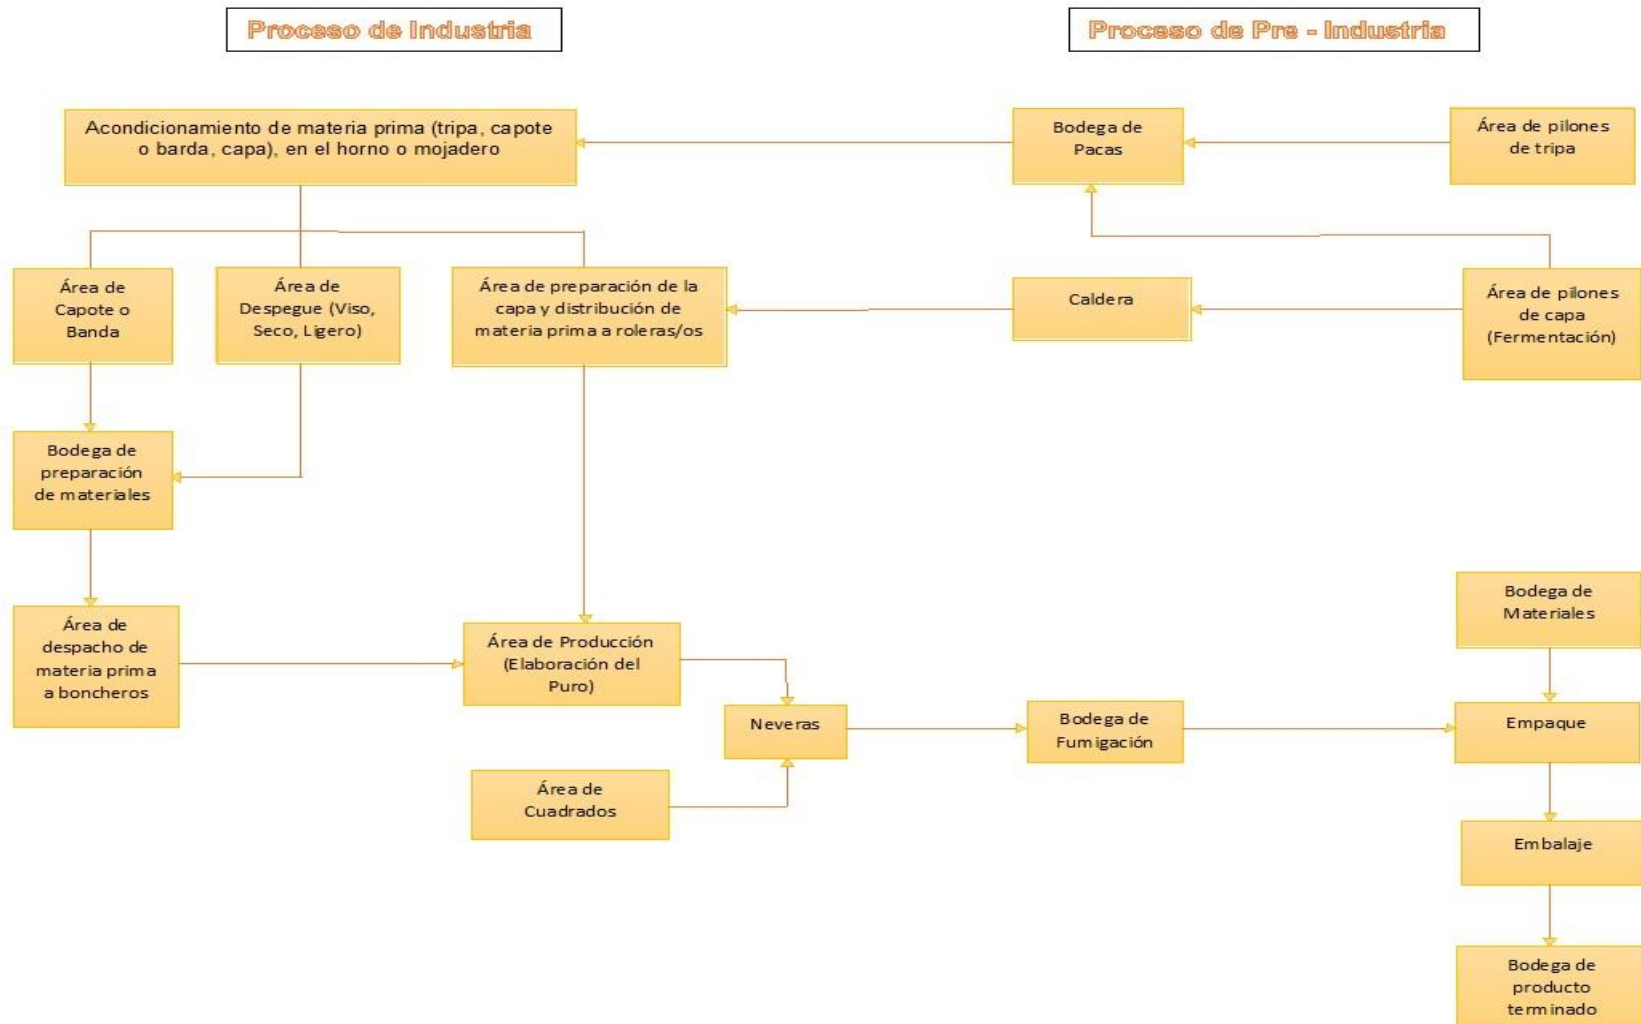 Proceso de Industria
Proceso de Pre - Industria
Acondicionamiento de materia prima (tripa, capote
o barda, capa), en el horno o mojadero
Bodega de
Pacas
Área de pilones
de tripa
Área de
Capote o
Banda
Área de
Despegue (Viso,
Seco, Ligero)
Área de preparación de la
capa y distribución de
materia prima a roleras/os
Caldera
Área de pilones
de capa
(Fermentación)
Bodega de
preparación
de materiales
Área de
despacho de
materia prima
a boncheros
Área de Producción
(Elaboración del
Puro)
Bodega de
Materiales
Neveras
Bodega de
Fumigación
Empaque
Área de
Cuadrados
Embalaje
Bodega de
producto
terminado